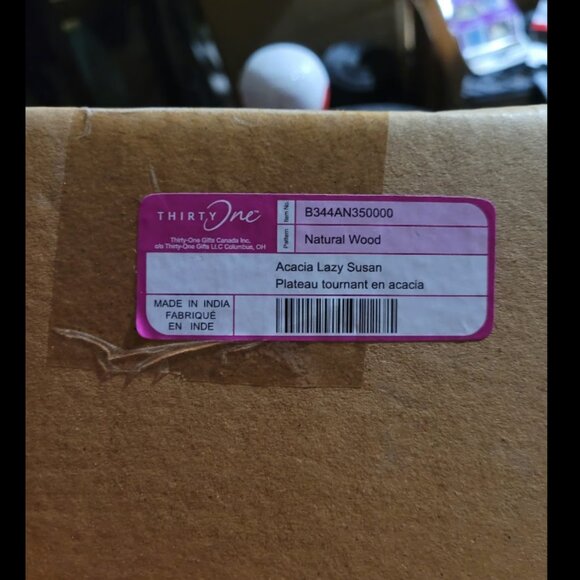 THIRTY One™
Thirty-One Gifts Canada Inc.
c/o Thirty-One Gifts LLC Columbus, OH
Item No.
B344AN350000
Pattern
Natural Wood
Acacia Lazy Susan
Plateau tournant en acacia
MADE IN INDIA
FABRIQUÉ
EN INDE